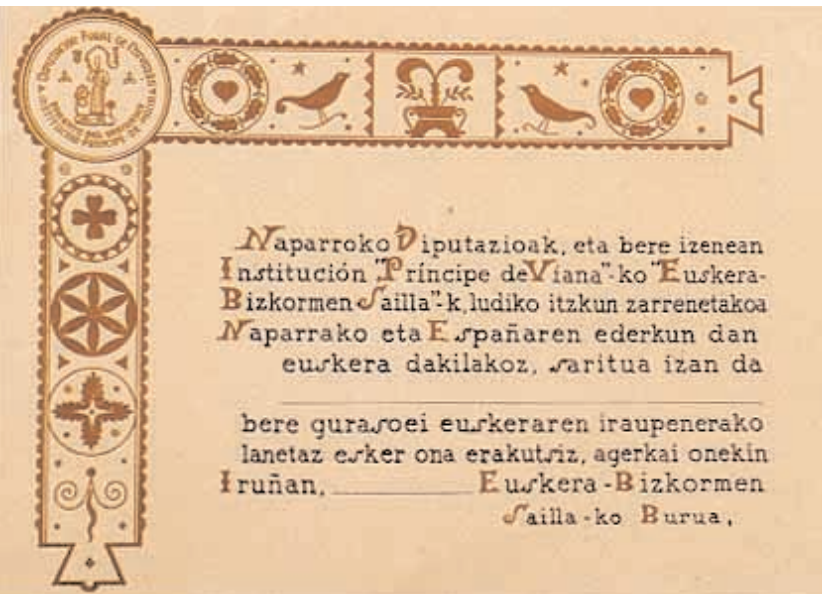 Naparroko Diputazioak, eta bere izenean
Institución "Príncipe de Viana"-ko "Euskera-
Bizkormen Sailla"-k, ludiko itzkun zarrenetakoa
Naparrako eta Españaren ederkun dan
euskera dakilakoz, saritua izan da
bere gurasoei euskeraren iraupenerako
lanetaz esker ona erakutsiz, agerkai onekin
Iruñan, Euskera-Bizkormen
Sailla-ko Burua,